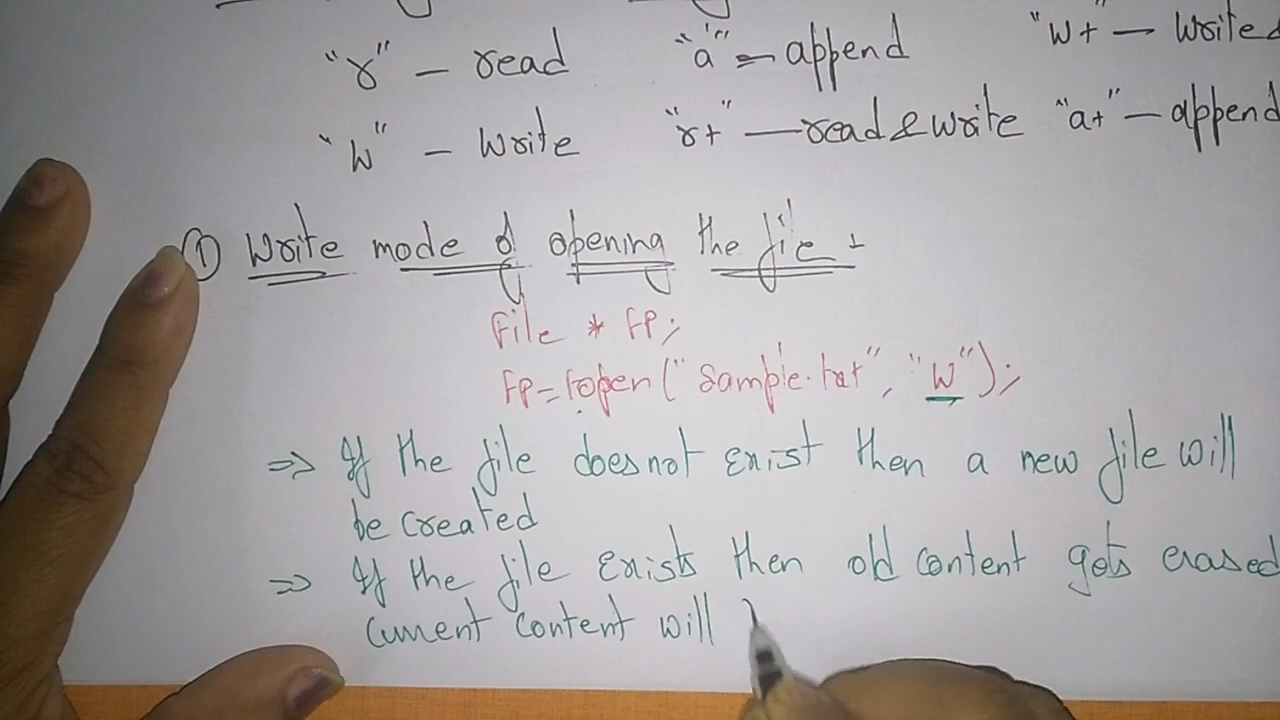 "r" — read "a" — append "w+" — write
"w" — write "r+" — read & write "a+" — append
① Write mode of opening the file :-
File * FP;
FP=fopen("Sample.txt", "w");
⇒ If the file does not exist then a new file will
be created
⇒ If the file exists then old content gets erased
current content will